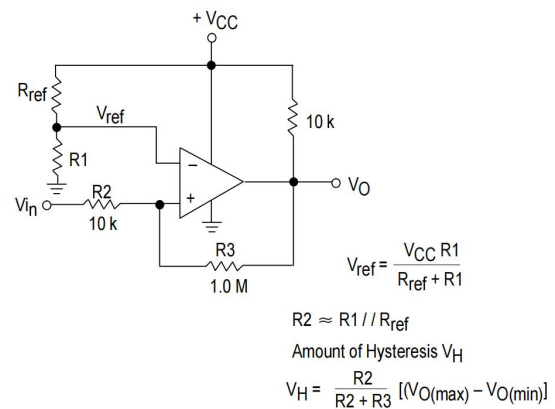 + VCC
Rref
Vref
10 k
R1
−
+
VO
Vin
R2
10 k
R3
1.0 M
Vref = VCC R1 / Rref + R1
R2 ≈ R1 / / Rref
Amount of Hysteresis VH
VH = R2 / R2 + R3 [(VO(max) − VO(min)]